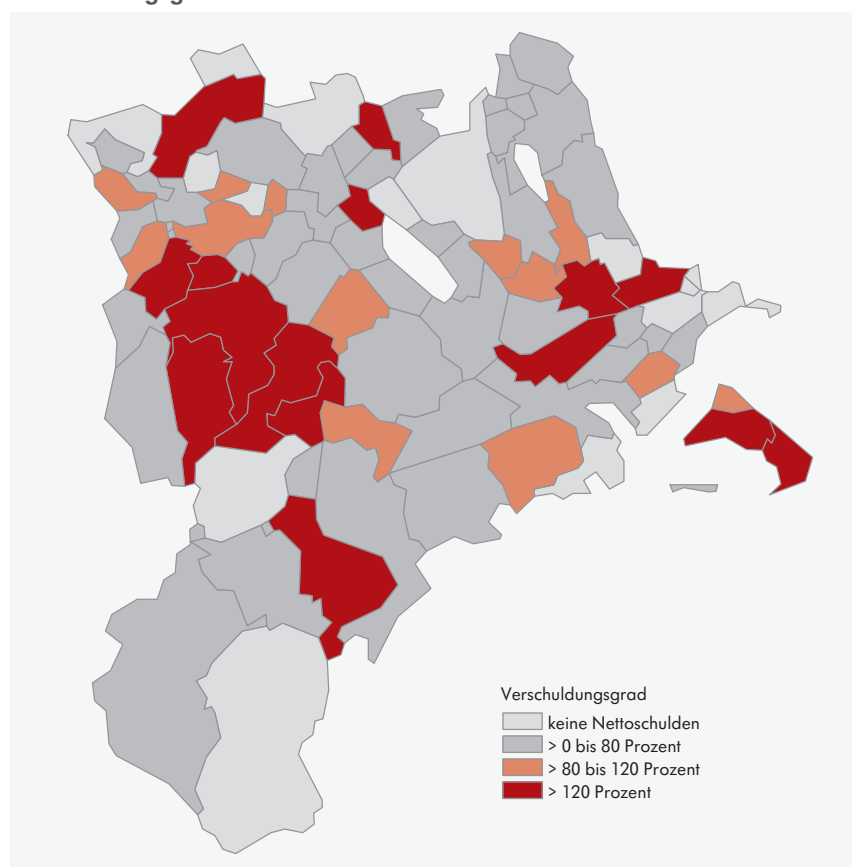 Verschuldungsgrad
keine Nettoschulden
> 0 bis 80 Prozent
> 80 bis 120 Prozent
> 120 Prozent